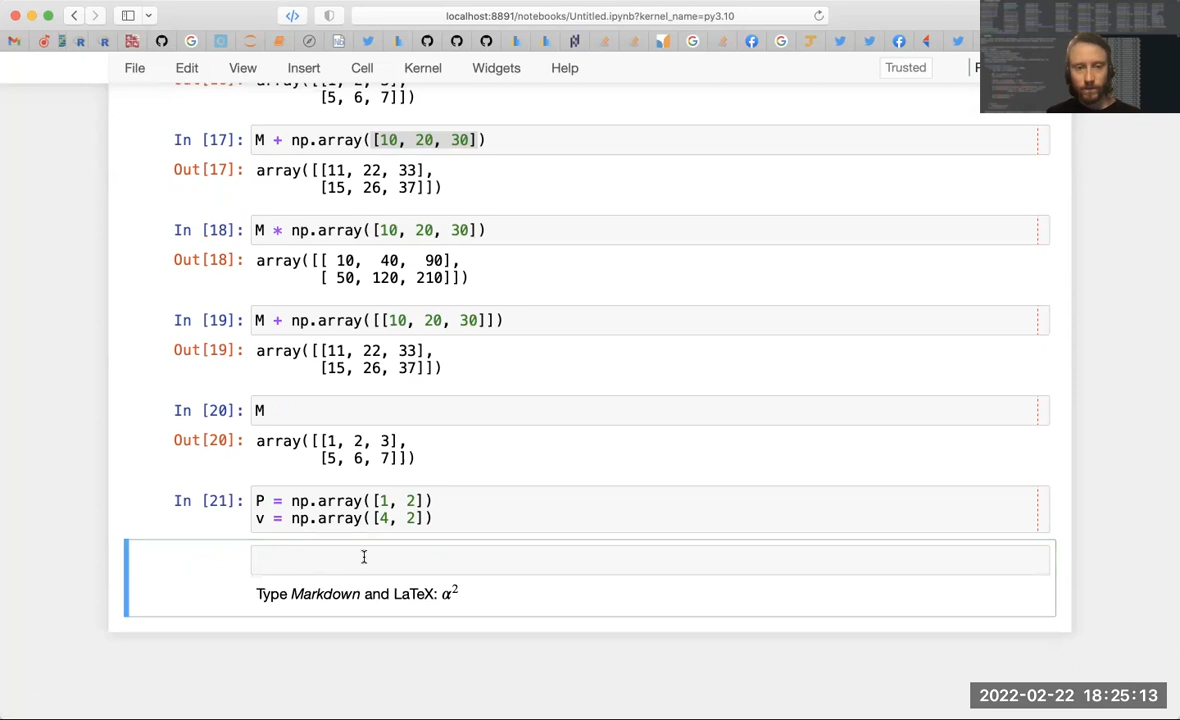 localhost:8891/notebooks/Untitled.ipynb?kernel_name=py3.10
File Edit View Insert Cell Kernel Widgets Help Trusted
[5, 6, 7]])
In [17]: M + np.array([10, 20, 30])
Out[17]: array([[11, 22, 33],
[15, 26, 37]])
In [18]: M * np.array([10, 20, 30])
Out[18]: array([[ 10,  40,  90],
[ 50, 120, 210]])
In [19]: M + np.array([[10, 20, 30]])
Out[19]: array([[11, 22, 33],
[15, 26, 37]])
In [20]: M
Out[20]: array([[1, 2, 3],
[5, 6, 7]])
In [21]: P = np.array([1, 2])
v = np.array([4, 2])
Type Markdown and LaTeX: α²
2022-02-22 18:25:13